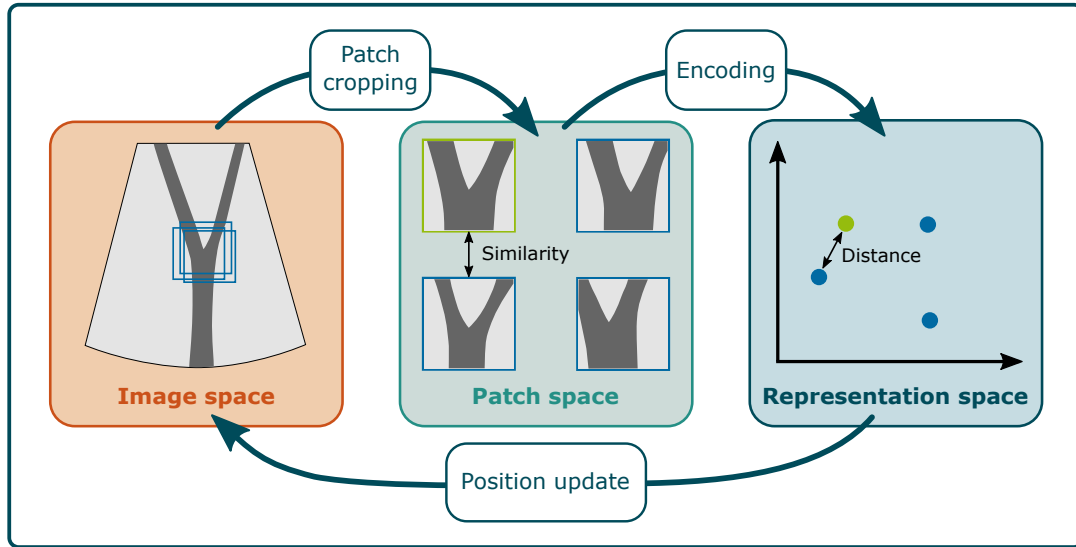 Patch
cropping
Encoding
Similarity
Distance
Image space
Patch space
Representation space
Position update